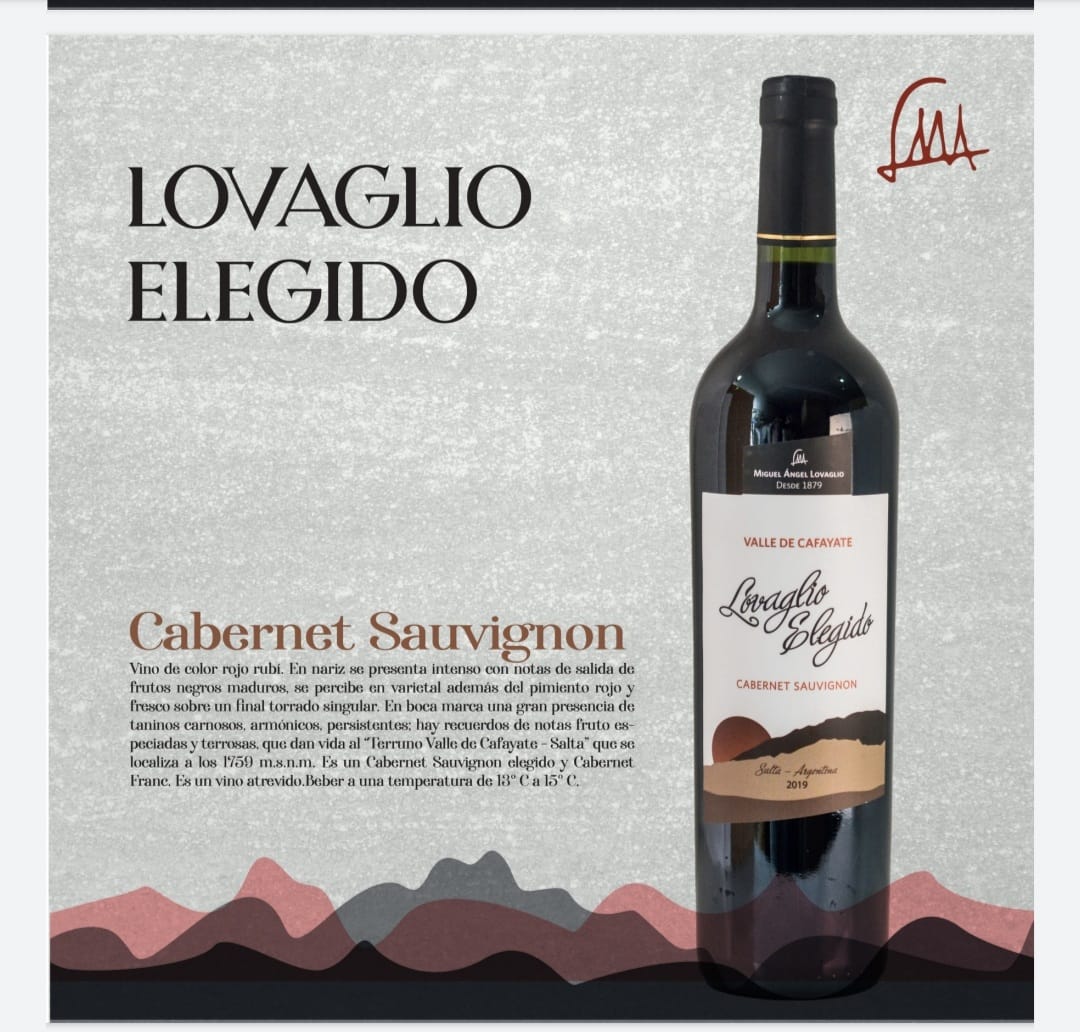 LOVAGLIO
ELEGIDO
Cabernet Sauvignon
Vino de color rojo rubí. En nariz se presenta intenso con notas de salida de
frutos negros maduros, se percibe en varietal además del pimiento rojo y
fresco sobre un final torrado singular. En boca marca una gran presencia de
taninos carnosos, armónicos, persistentes; hay recuerdos de notas fruto es-
peciadas y terrosas, que dan vida al "Terruno Valle de Cafayate - Salta" que se
localiza a los 1759 m.s.n.m. Es un Cabernet Sauvignon elegido y Cabernet
Franc. Es un vino atrevido.Beber a una temperatura de 13º C a 15º C.
MIGUEL ÁNGEL LOVAGLIO
DESDE 1879
VALLE DE CAFAYATE
Lovaglio
Elegido
CABERNET SAUVIGNON
Salta - Argentina
2019